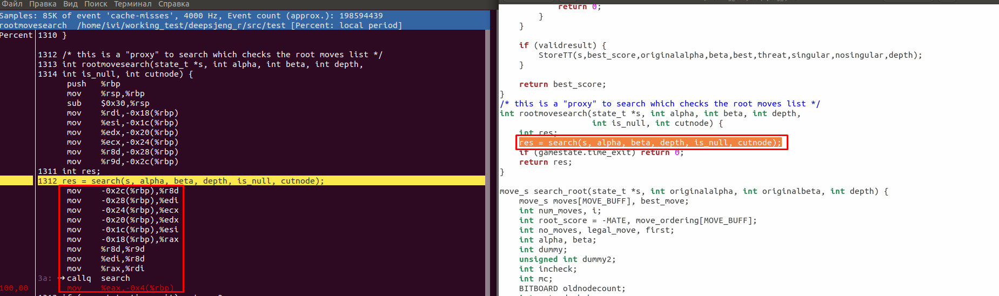 Файл Правка Вид Поиск Терминал Справка
Samples: 85K of event 'cache-misses', 4000 Hz, Event count (approx.): 198594439
rootmovesearch /home/ivi/working_test/deepsjeng_r/src/test [Percent: local period]
Percent 1310 }
1312 /* this is a "proxy" to search which checks the root moves list */
1313 int rootmovesearch(state_t *s, int alpha, int beta, int depth,
1314 int is_null, int cutnode) {
push %rbp
mov %rsp,%rbp
sub $0x30,%rsp
mov %rdi,-0x18(%rbp)
mov %esi,-0x1c(%rbp)
mov %edx,-0x20(%rbp)
mov %ecx,-0x24(%rbp)
mov %r8d,-0x28(%rbp)
mov %r9d,-0x2c(%rbp)
1311 int res;
1312 res = search(s, alpha, beta, depth, is_null, cutnode);
mov -0x2c(%rbp),%r8d
mov -0x28(%rbp),%edi
mov -0x24(%rbp),%ecx
mov -0x20(%rbp),%edx
mov -0x1c(%rbp),%esi
mov -0x18(%rbp),%rax
mov %r8d,%r9d
mov %edi,%r8d
mov %rax,%rdi
3a: → callq search
100,00 mov %eax,-0x4(%rbp)
return 0;
}
}
if (validresult) {
StoreTT(s,best_score,originalalpha,beta,best,threat,singular,nosingular,depth);
}
return best_score;
}
/* this is a "proxy" to search which checks the root moves list */
int rootmovesearch(state_t *s, int alpha, int beta, int depth,
int is_null, int cutnode) {
int res;
res = search(s, alpha, beta, depth, is_null, cutnode);
if (gamestate.time_exit) return 0;
return res;
}
move_s search_root(state_t *s, int originalalpha, int originalbeta, int depth) {
move_s moves[MOVE_BUFF], best_move;
int num_moves, i;
int root_score = -MATE, move_ordering[MOVE_BUFF];
int no_moves, legal_move, first;
int alpha, beta;
int dummy;
unsigned int dummy2;
int incheck;
int mc;
BITBOARD oldnodecount;